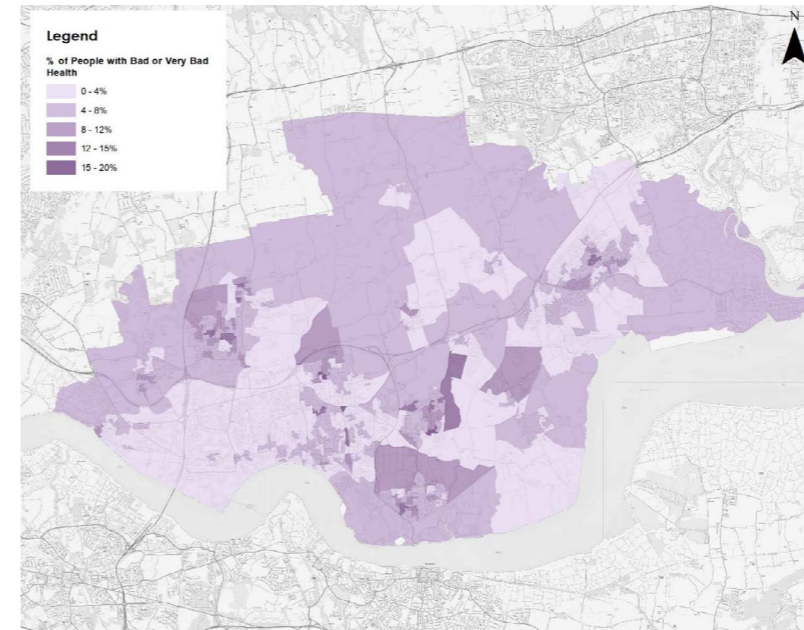 Legend
N
% of People with Bad or Very Bad
Health
0 - 4%
4 - 8%
8 - 12%
12 - 15%
15 - 20%